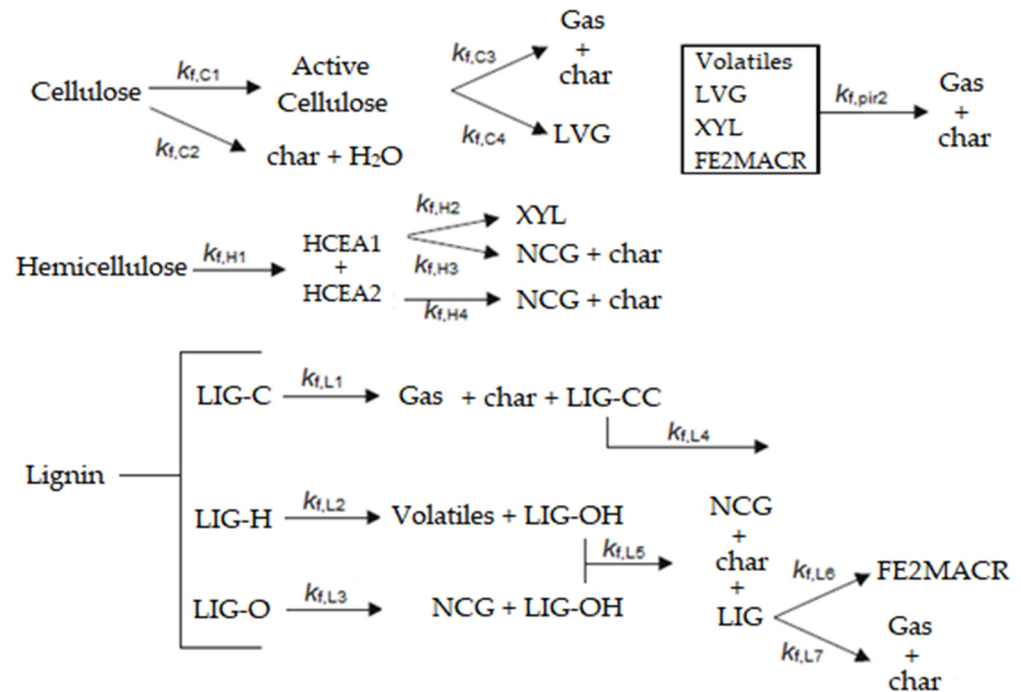 Cellulose
kf,C1
kf,C2
Active
Cellulose
char + H₂O
kf,C3
kf,C4
Gas
+
char
LVG
Volatiles
LVG
XYL
FE2MACR
kf,pir2
Gas
+
char
Hemicellulose
kf,H1
HCEA1
+
HCEA2
kf,H2
kf,H3
kf,H4
XYL
NCG + char
NCG + char
Lignin
LIG-C
kf,L1
Gas + char + LIG-CC
kf,L4
LIG-H
kf,L2
Volatiles + LIG-OH
kf,L5
LIG-O
kf,L3
NCG + LIG-OH
NCG
+
char
+
LIG
kf,L6
kf,L7
FE2MACR
Gas
+
char